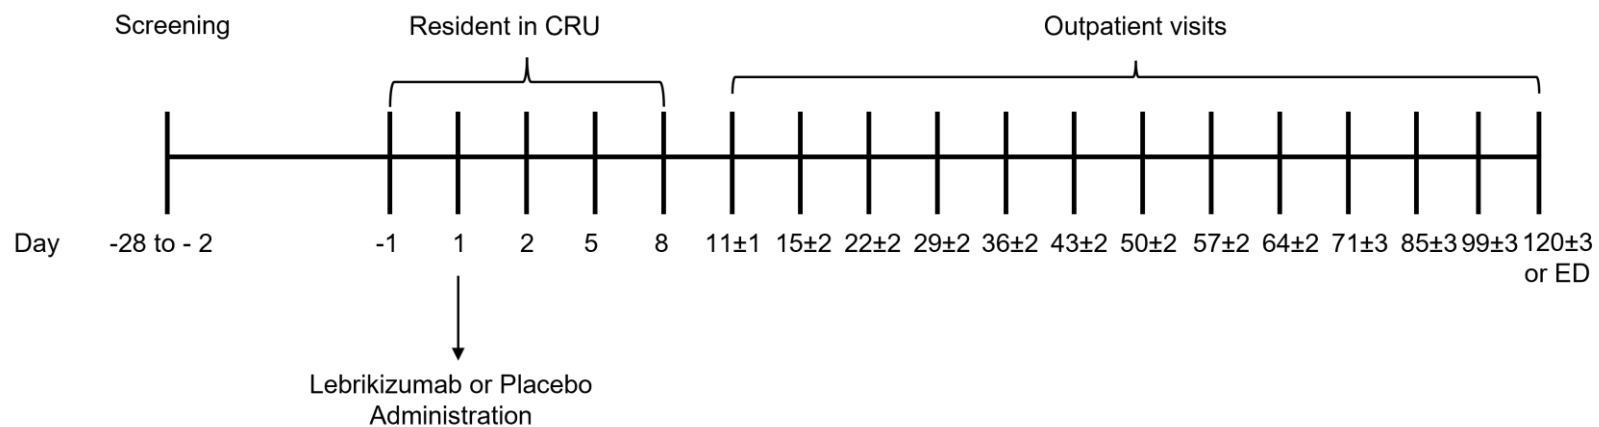 Screening Resident in CRU Outpatient visits
Day -28 to - 2 -1 1 2 5 8 11±1 15±2 22±2 29±2 36±2 43±2 50±2 57±2 64±2 71±3 85±3 99±3 120±3
or ED
Lebrikizumab or Placebo
Administration